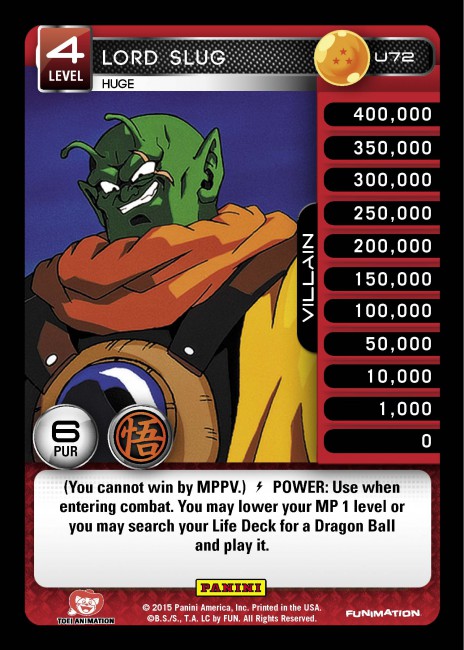 4
LEVEL
LORD SLUG
U72
HUGE
400,000
350,000
300,000
250,000
200,000
150,000
100,000
50,000
10,000
1,000
0
VILLAIN
6
PUR
悟
(You cannot win by MPPV.) ⚡ POWER: Use when
entering combat. You may lower your MP 1 level or
you may search your Life Deck for a Dragon Ball
and play it.
PANINI
TOEI ANIMATION
© 2015 Panini America, Inc. Printed in the USA.
©B.S./S., T.A. LC by FUN. All Rights Reserved.
FUNIMATION